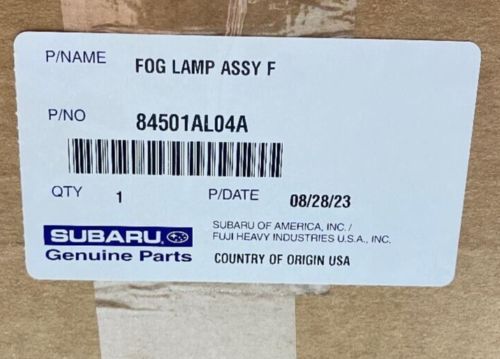 P/NAME FOG LAMP ASSY F
P/NO 84501AL04A
QTY 1 P/DATE 08/28/23
SUBARU
Genuine Parts
SUBARU OF AMERICA, INC. /
FUJI HEAVY INDUSTRIES U.S.A., INC.
COUNTRY OF ORIGIN USA